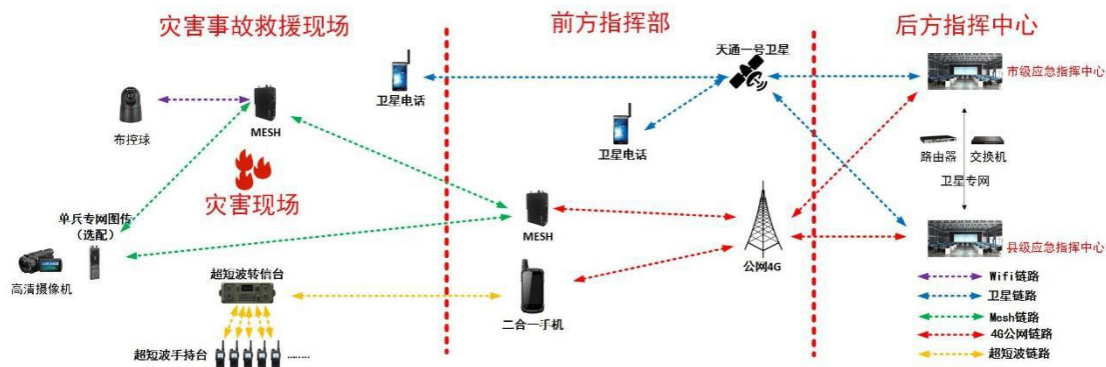 灾害事故救援现场
前方指挥部
后方指挥中心
天通一号卫星
市级应急指挥中心
卫星电话
布控球
MESH
卫星电话
路由器
交换机
卫星专网
灾害现场
单兵专网图传
（选配）
MESH
公网4G
县级应急指挥中心
高清摄像机
超短波转信台
二合一手机
超短波手持台
………
Wifi链路
卫星链路
Mesh链路
4G公网链路
超短波链路